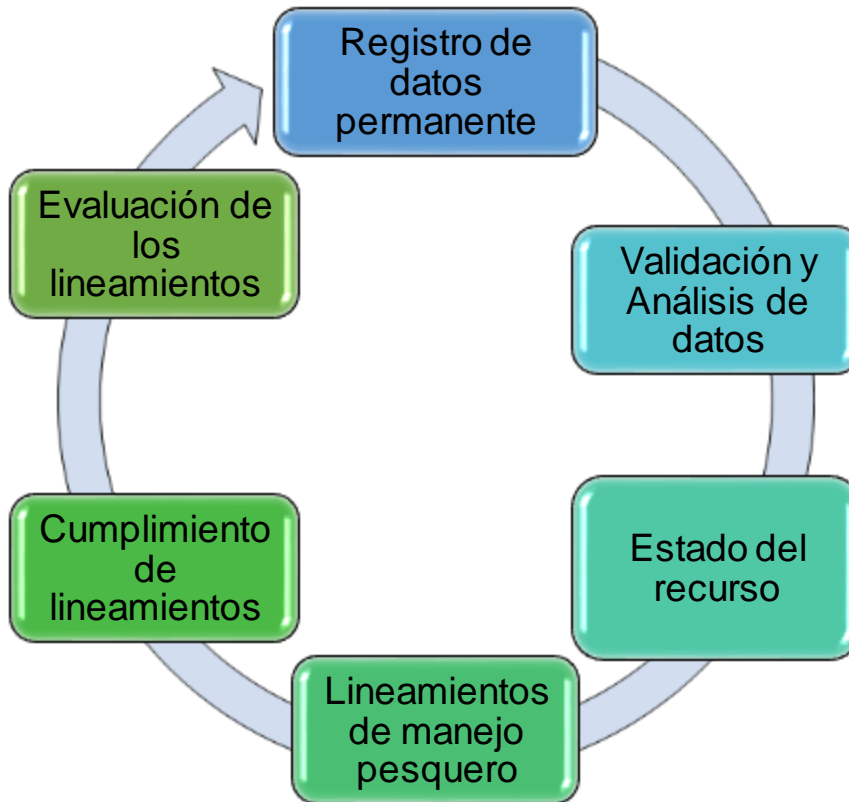 Registro de
datos
permanente
Validación y
Análisis de
datos
Estado del
recurso
Lineamientos
de manejo
pesquero
Cumplimiento
de
lineamientos
Evaluación de
los
lineamientos